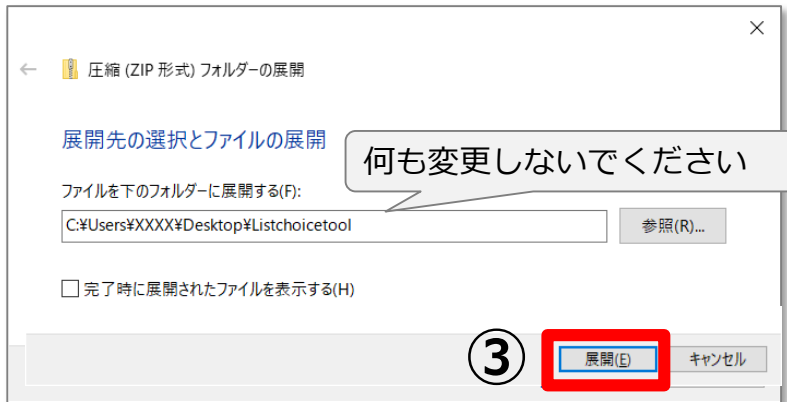 圧縮 (ZIP 形式) フォルダーの展開
展開先の選択とファイルの展開
何も変更しないでください
ファイルを下のフォルダーに展開する(F):
C:¥Users¥XXXX¥Desktop¥Listchoicetool
参照(R)...
完了時に展開されたファイルを表示する(H)
③
展開(E)
キャンセル